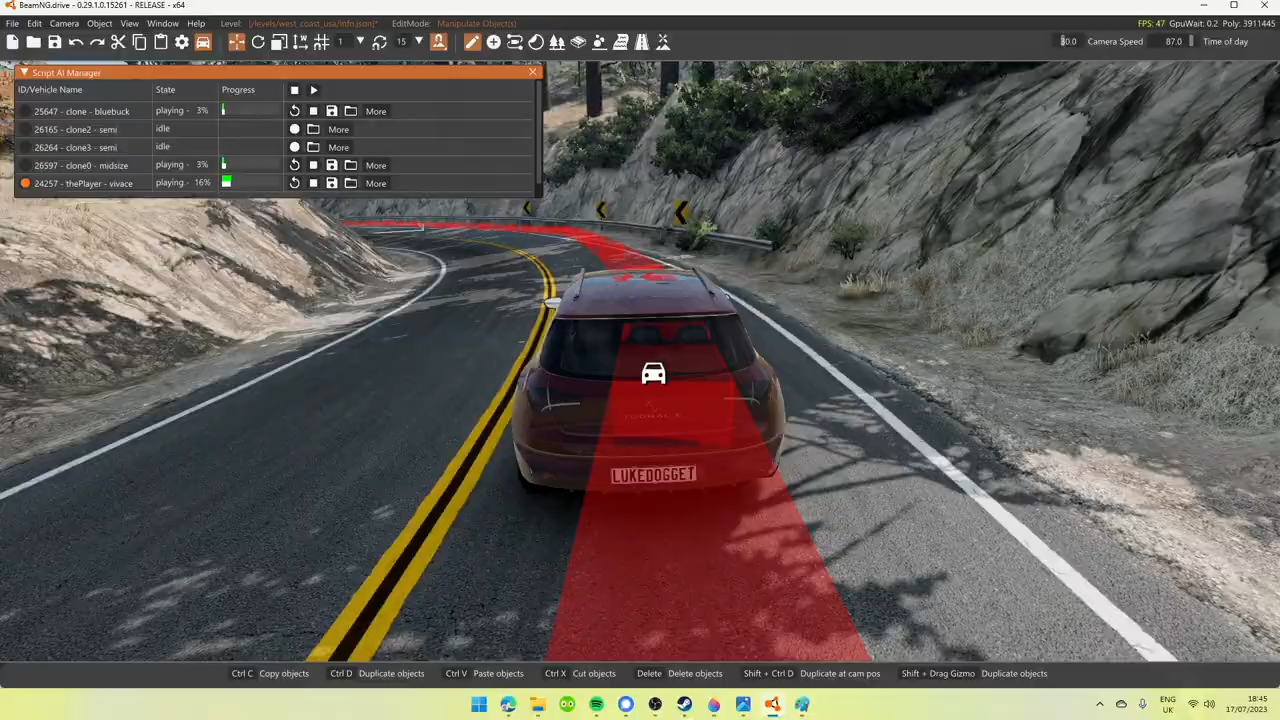 BeamNG.drive - 0.29.1.0.15261 - RELEASE - x64
File Edit Camera Object View Window Help Level: [/levels/west_coast_usa/info.json]* EditMode: Manipulate Object(s) FPS: 47 GpuWait: 0.2 Poly: 3911445
1 15 30.0 Camera Speed 87.0 Time of day
Script AI Manager
ID/Vehicle Name State Progress
25647 - clone - bluebuck playing - 3% More
26165 - clone2 - semi idle More
26264 - clone3 - semi idle More
26597 - clone0 - midsize playing - 3% More
24257 - thePlayer - vivace playing - 16% More
LUKEDOGGET
Ctrl C Copy objects Ctrl D Duplicate objects Ctrl V Paste objects Ctrl X Cut objects Delete Delete objects Shift + Ctrl D Duplicate at cam pos Shift + Drag Gizmo Duplicate objects
ENG 18:45
UK 17/07/2023